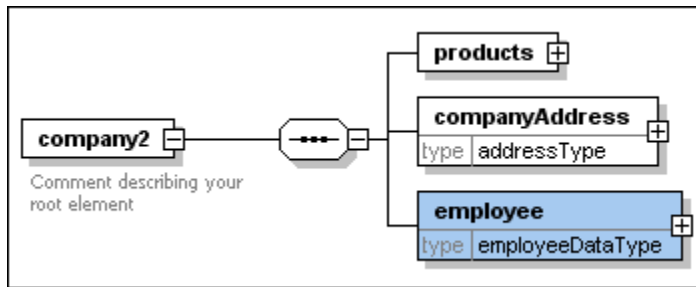 products
companyAddress
type addressType
company2
Comment describing your
root element
employee
type employeeDataType